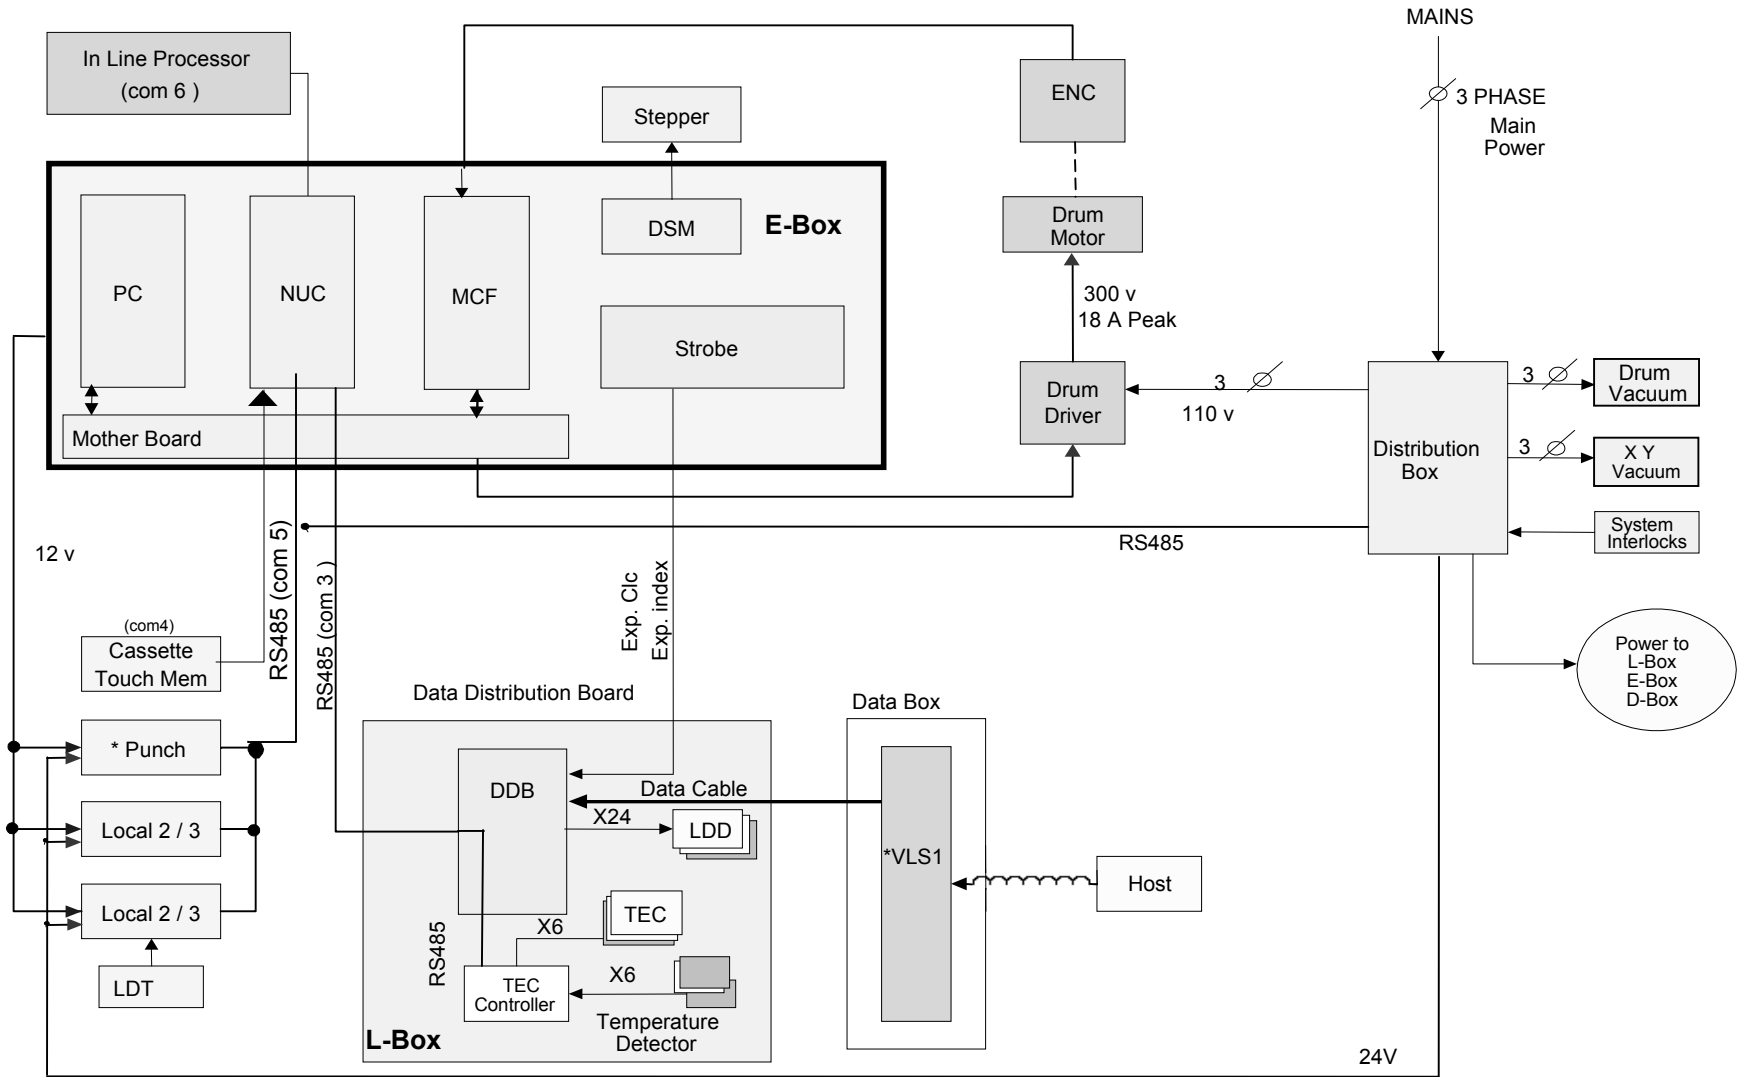 MAINS
In Line Processor
(com 6 )
ENC
3 PHASE
Main
Power
Stepper
E-Box
DSM
Drum
Motor
PC
NUC
MCF
300 v
18 A Peak
Strobe
Drum
Driver
3
110 v
3
Drum
Vacuum
Mother Board
Distribution
Box
3
X Y
Vacuum
System
Interlocks
RS485
12 v
RS485 (com 5)
RS485 (com 3 )
Exp. Clc
Exp. index
(com4)
Cassette
Touch Mem
Power to
L-Box
E-Box
D-Box
Data Distribution Board
Data Box
* Punch
DDB
Data Cable
X24
LDD
Local 2 / 3
*VLS1
Host
Local 2 / 3
TEC
X6
RS485
LDT
TEC
Controller
X6
Temperature
Detector
L-Box
24V